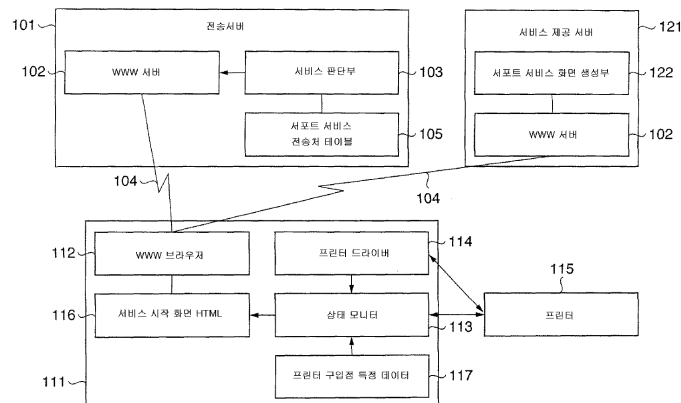 101
전송서버
102
WWW 서버
서비스 판단부
103
서포트 서비스
전송처 테이블
105
서비스 제공 서버
121
서포트 서비스 화면 생성부
122
WWW 서버
102
104
104
112
WWW 브라우저
프린터 드라이버
114
116
서비스 시작 화면 HTML
상태 모니터
113
115
프린터
111
프린터 구입점 특정 데이터
117